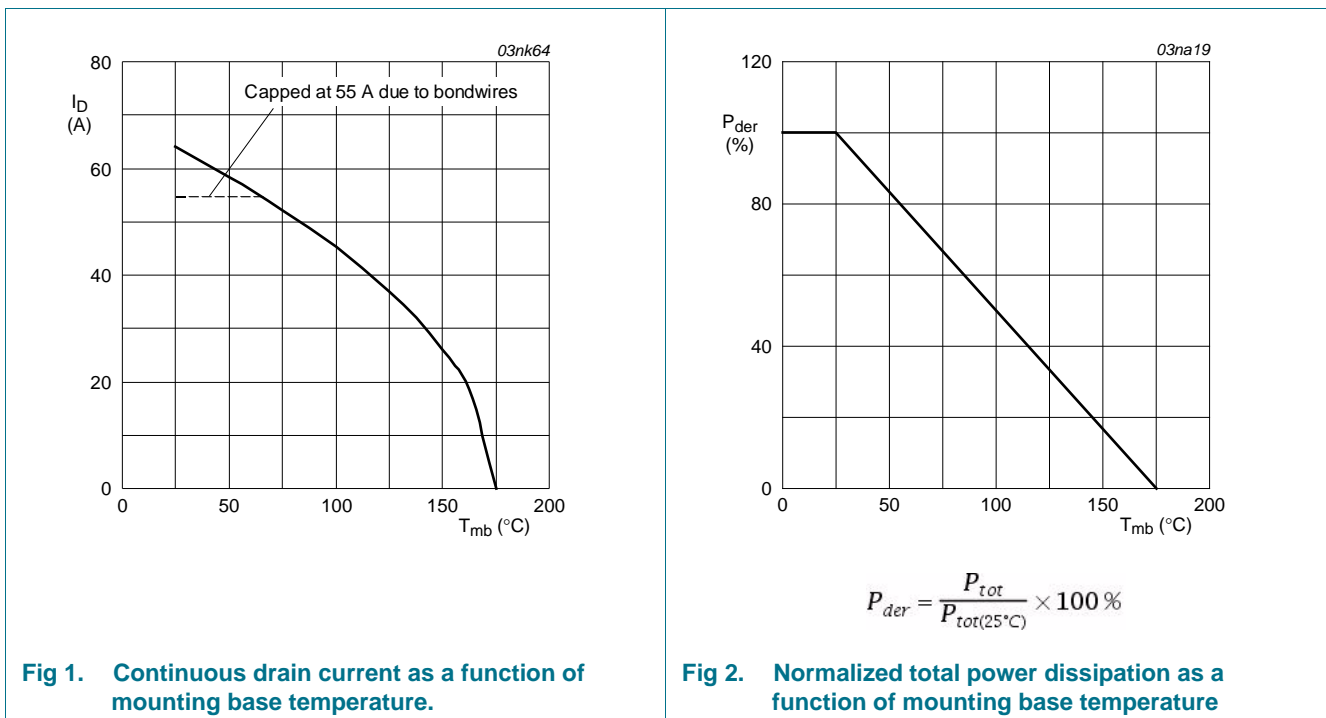 03nk64
80
60
40
20
0
I_D
(A)
Capped at 55 A due to bondwires
0 50 100 150 200
T_mb (°C)
Fig 1. Continuous drain current as a function of
mounting base temperature.
03na19
120
80
40
0
P_der
(%)
0 50 100 150 200
T_mb (°C)
P_der = P_tot / P_tot(25°C) × 100 %
Fig 2. Normalized total power dissipation as a
function of mounting base temperature